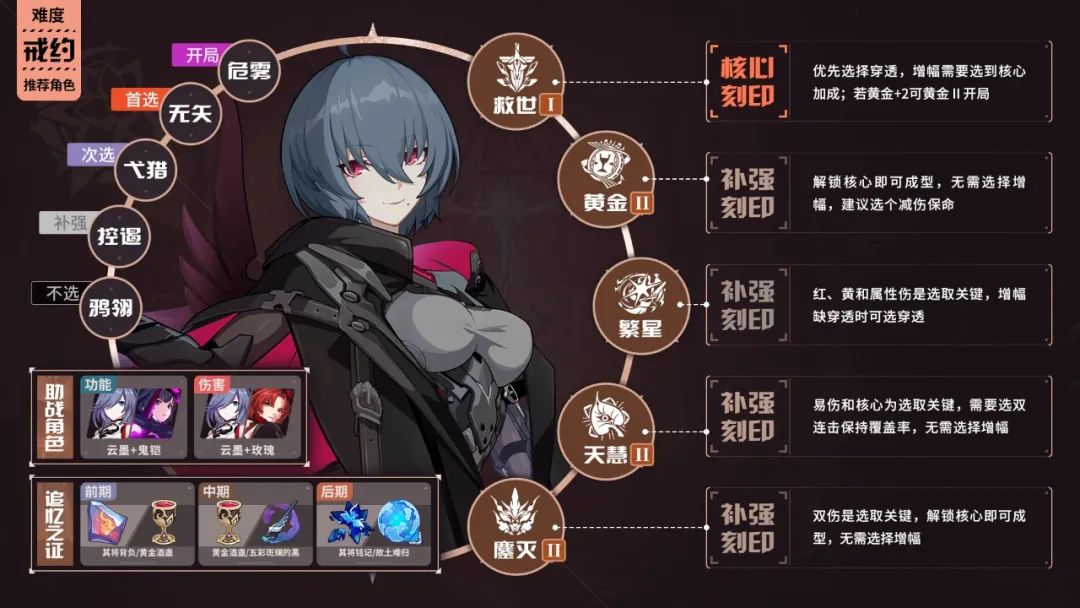 难度
戒约
推荐角色
开局
危雾
首选
无矢
次选
弋猎
补强
控遏
不选
鸦翎
救世 I
核心
刻印
优先选择穿透，增幅需要选到核心
加成；若黄金+2可黄金Ⅱ开局
黄金 II
补强
刻印
解锁核心即可成型，无需选择增
幅，建议选个减伤保命
繁星
补强
刻印
红、黄和属性伤是选取关键，增幅
缺穿透时可选穿透
天慧 II
补强
刻印
易伤和核心为选取关键，需要选双
连击保持覆盖率，无需选择增幅
鏖灭 II
补强
刻印
双伤是选取关键，解锁核心即可成
型，无需选择增幅
助战角色
功能
云墨+鬼铠
伤害
云墨+玫瑰
追忆之证
前期
其将背负/黄金酒盏
中期
黄金酒盏/五彩斑斓的黑
后期
其将铭记/故土难归